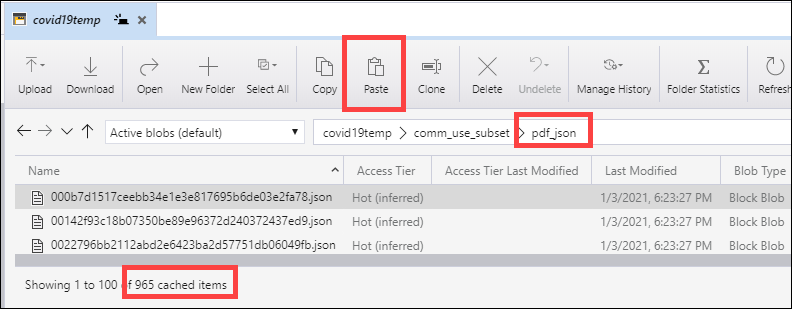 covid19temp
Upload Download Open New Folder Select All Copy Paste Clone Delete Undelete Manage History Folder Statistics Refresh
Active blobs (default) covid19temp comm_use_subset pdf_json
Name Access Tier Access Tier Last Modified Last Modified Blob Type
000b7d1517ceebb34e1e3e817695b6de03e2fa78.json Hot (inferred) 1/3/2021, 6:23:27 PM Block Blob
00142f93c18b07350be89e96372d240372437ed9.json Hot (inferred) 1/3/2021, 6:23:27 PM Block Blob
0022796bb2112abd2e6423ba2d57751db06049fb.json Hot (inferred) 1/3/2021, 6:23:27 PM Block Blob
Showing 1 to 100 of 965 cached items